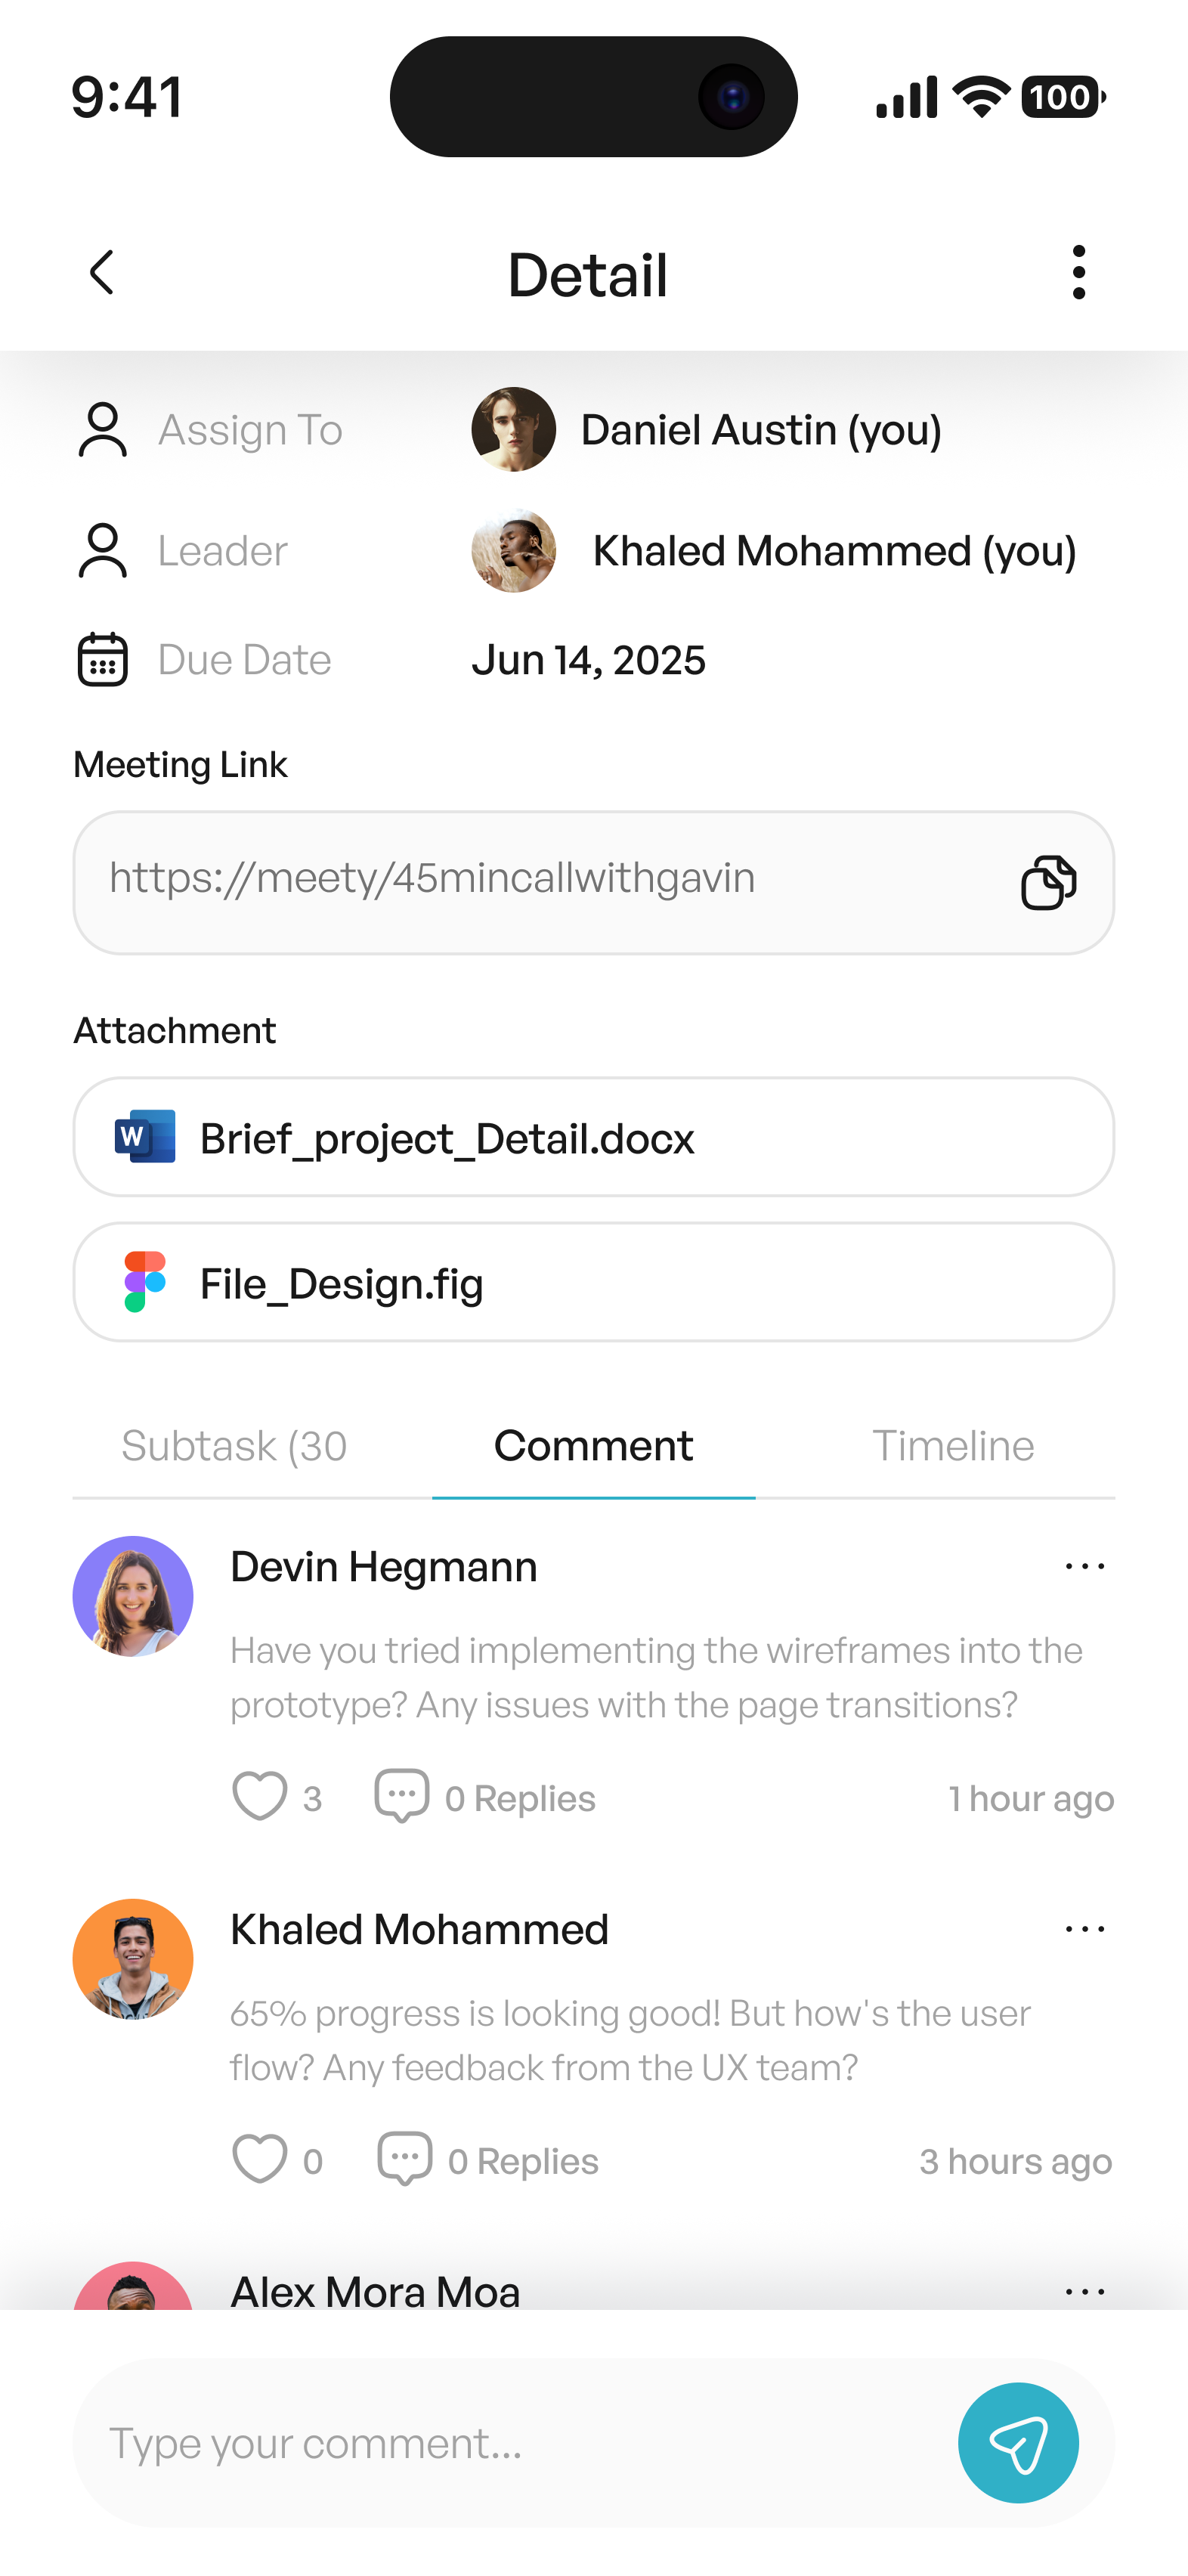 9:41
100
Detail
Assign To
Daniel Austin (you)
Leader
Khaled Mohammed (you)
Due Date
Jun 14, 2025
Meeting Link
https://meety/45mincallwithgavin
Attachment
W
Brief_project_Detail.docx
File_Design.fig
Subtask (30
Comment
Timeline
Devin Hegmann
Have you tried implementing the wireframes into the
prototype? Any issues with the page transitions?
3
0 Replies
1 hour ago
Khaled Mohammed
65% progress is looking good! But how's the user
flow? Any feedback from the UX team?
0
0 Replies
3 hours ago
Alex Mora Moa
Type your comment...